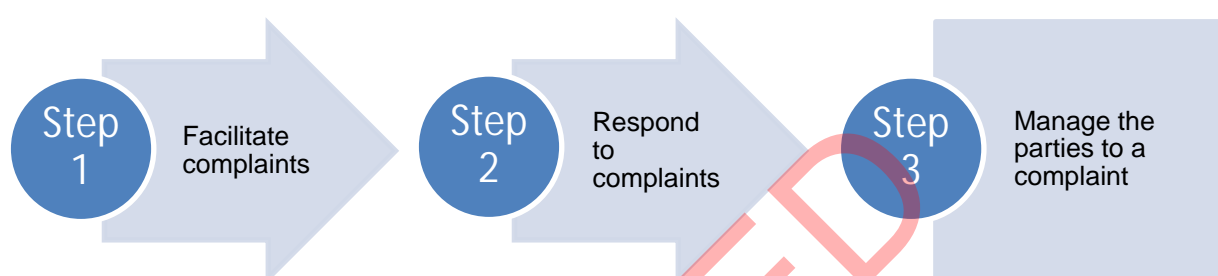 Step
1
Facilitate
complaints
Step
2
Respond
to
complaints
Step
3
Manage the
parties to a
complaint